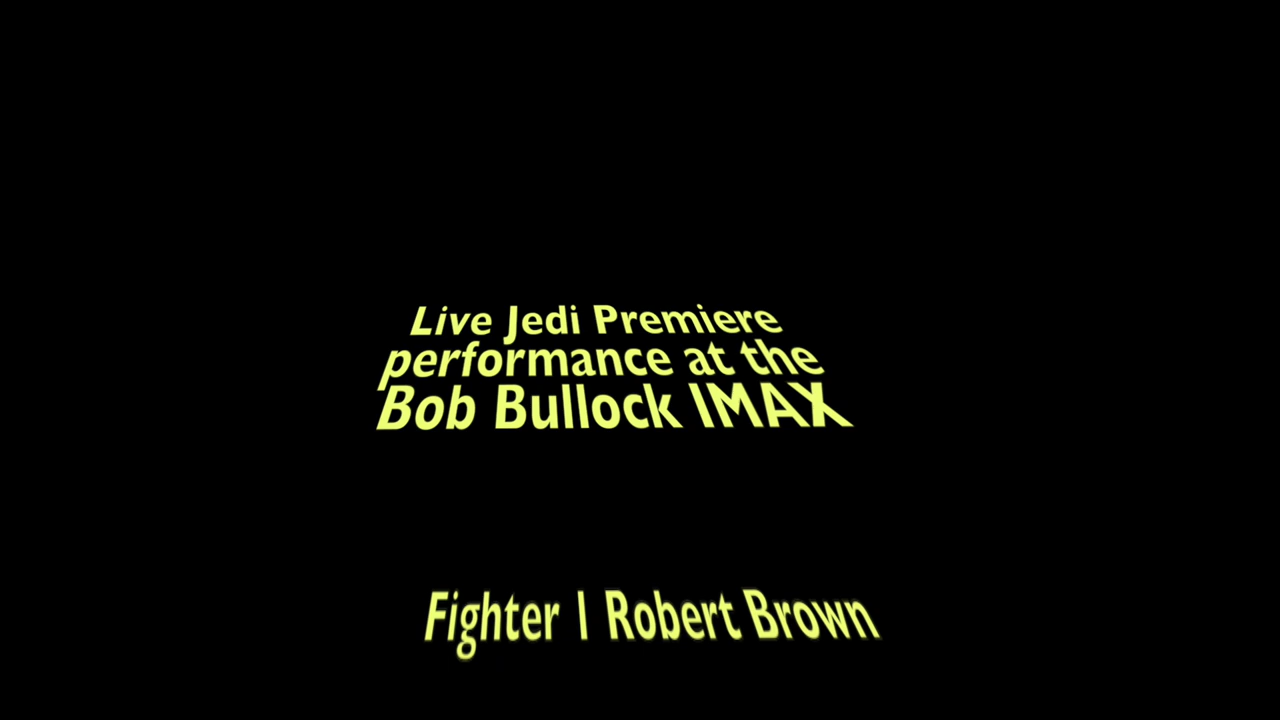 Live Jedi Premiere
performance at the
Bob Bullock IMAX
Fighter 1 Robert Brown